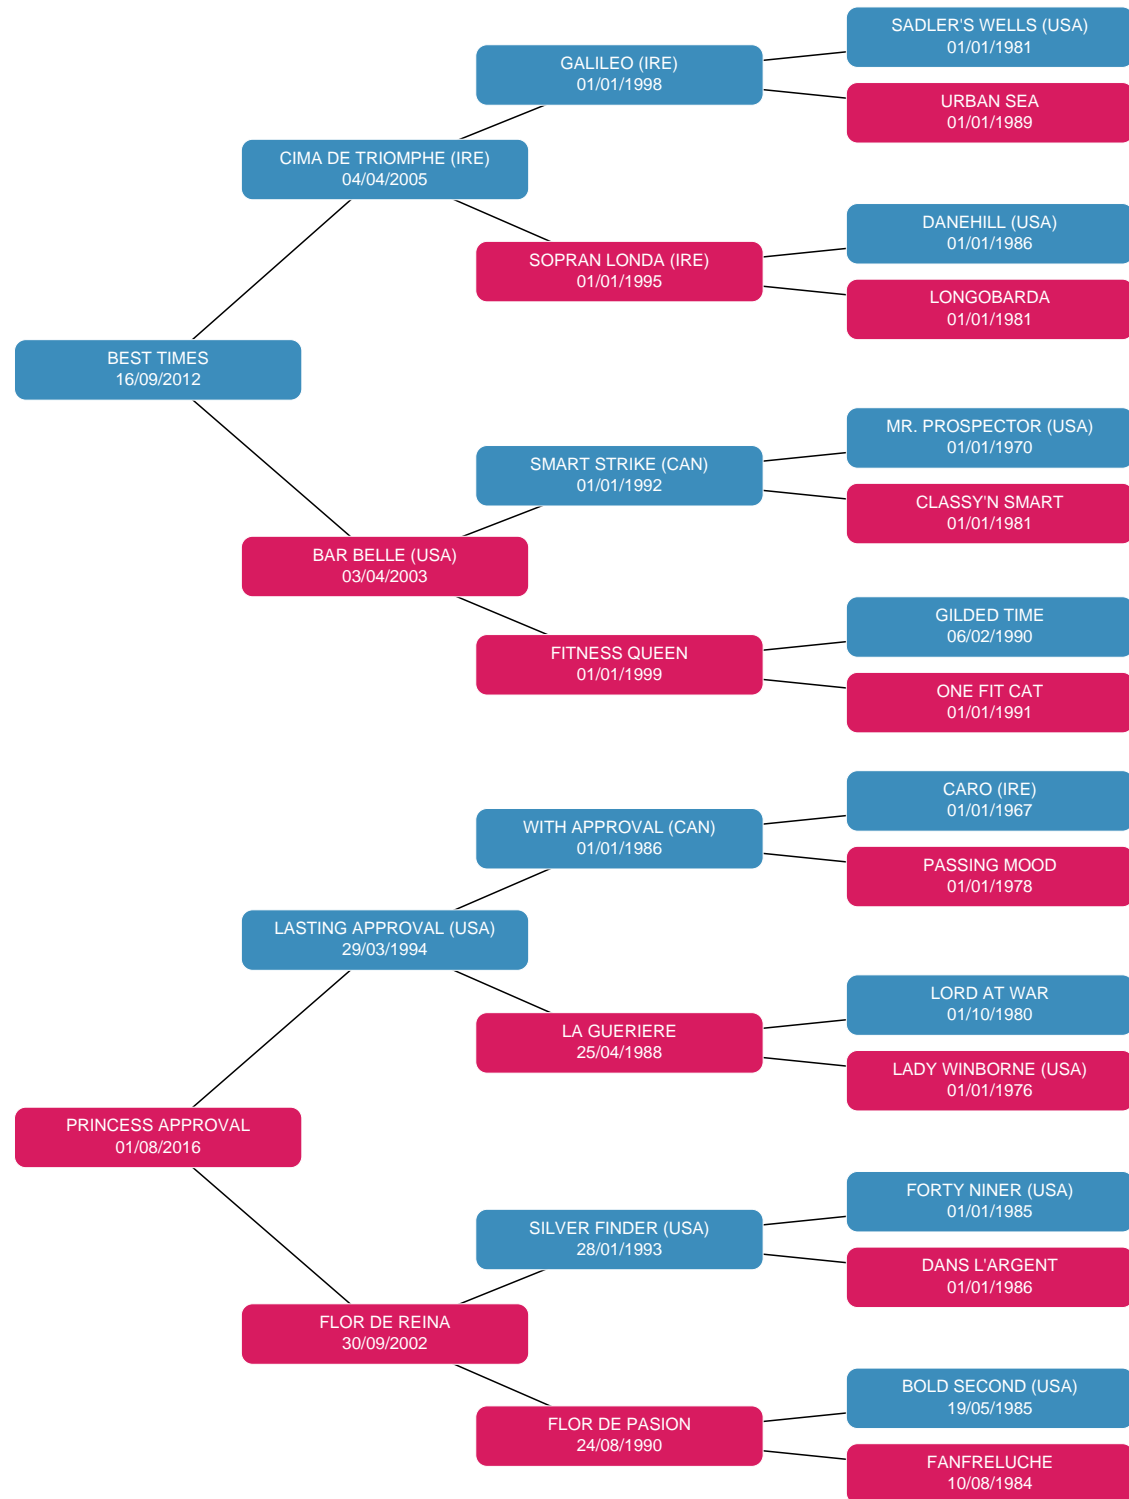 SADLER'S WELLS (USA)
01/01/1981
GALILEO (IRE)
01/01/1998
URBAN SEA
01/01/1989
CIMA DE TRIOMPHE (IRE)
04/04/2005
DANEHILL (USA)
01/01/1986
SOPRAN LONDA (IRE)
01/01/1995
LONGOBARDA
01/01/1981
BEST TIMES
16/09/2012
MR. PROSPECTOR (USA)
01/01/1970
SMART STRIKE (CAN)
01/01/1992
CLASSY'N SMART
01/01/1981
BAR BELLE (USA)
03/04/2003
GILDED TIME
06/02/1990
FITNESS QUEEN
01/01/1999
ONE FIT CAT
01/01/1991
CARO (IRE)
01/01/1967
WITH APPROVAL (CAN)
01/01/1986
PASSING MOOD
01/01/1978
LASTING APPROVAL (USA)
29/03/1994
LORD AT WAR
01/10/1980
LA GUERIERE
25/04/1988
LADY WINBORNE (USA)
01/01/1976
PRINCESS APPROVAL
01/08/2016
FORTY NINER (USA)
01/01/1985
SILVER FINDER (USA)
28/01/1993
DANS L'ARGENT
01/01/1986
FLOR DE REINA
30/09/2002
BOLD SECOND (USA)
19/05/1985
FLOR DE PASION
24/08/1990
FANFRELUCHE
10/08/1984